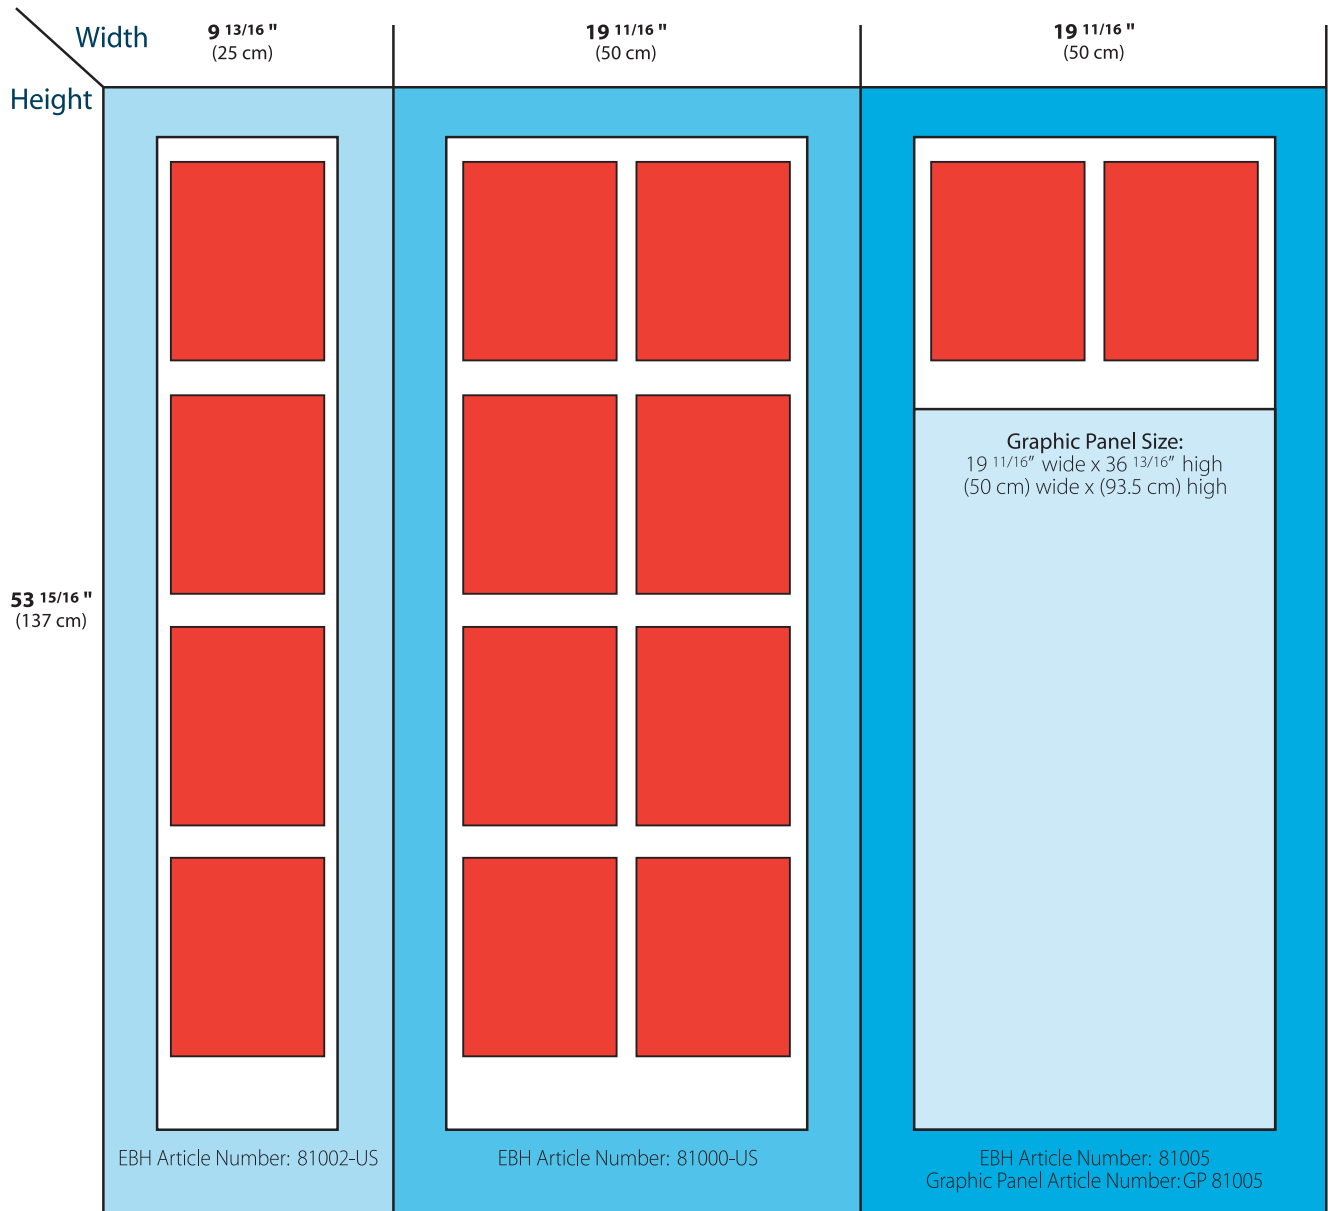 Width
9 13/16 "
(25 cm)
19 11/16 "
(50 cm)
19 11/16 "
(50 cm)
Height
53 15/16 "
(137 cm)
Graphic Panel Size:
19 11/16" wide x 36 13/16" high
(50 cm) wide x (93.5 cm) high
EBH Article Number: 81002-US
EBH Article Number: 81000-US
EBH Article Number: 81005
Graphic Panel Article Number: GP 81005